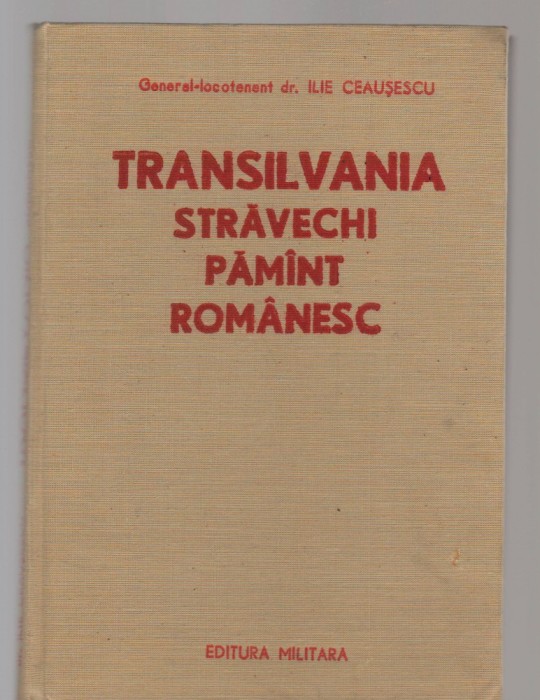 General-locotenent dr. ILIE CEAUŞESCU
TRANSILVANIA
STRĂVECHI
PĂMÎNT
ROMÂNESC
EDITURA MILITARA